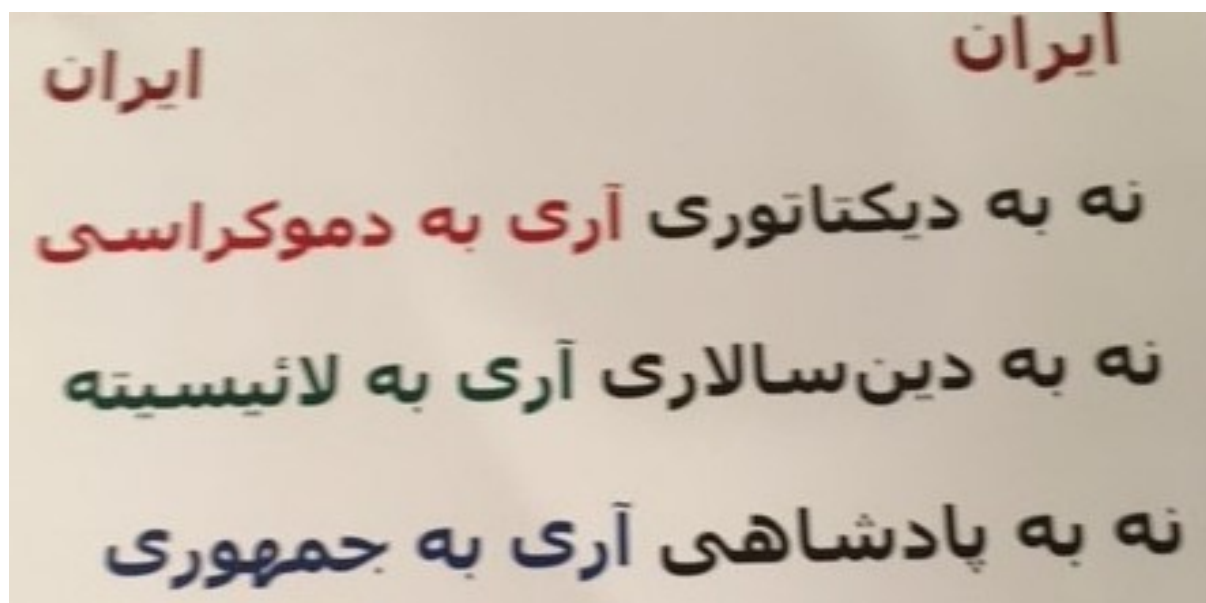 ایران ایران
نه به دیکتاتوری آری به دموکراسی
نه به دین‌سالاری آری به لائیسیته
نه به پادشاهی آری به جمهوری